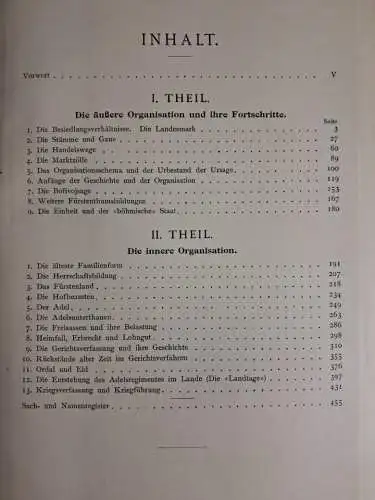 INHALT.
Vorwort . . . . . . . . . . . . . . . . . . . . V
I. THEIL.
Die äußere Organisation und ihre Fortschritte.
Seite
1. Die Besiedlungsverhältnisse. Die Landesmark . . . . . . . . . 3
2. Die Stämme und Gaue . . . . . . . . . . . . . . 27
3. Die Handelswege . . . . . . . . . . . . . . . 60
4. Die Marktzölle . . . . . . . . . . . . . . . 89
5. Das Organisationsschema und der Urbestand der Ursage . . . . . . 100
6. Anfänge der Geschichte und der Organisation . . . . . . . . . 119
7. Die Bořivojsage . . . . . . . . . . . . . . . 153
8. Weitere Fürstenthumsbildungen . . . . . . . . . . . . 167
9. Die Einheit und der «böhmische» Staat . . . . . . . . . . 180
II. THEIL.
Die innere Organisation.
1. Die älteste Familienform . . . . . . . . . . . . . 191
2. Die Herrschaftsbildung . . . . . . . . . . . . . 207
3. Das Fürstenland . . . . . . . . . . . . . . . 218
4. Die Hofbeamten . . . . . . . . . . . . . . . 234
5. Der Adel . . . . . . . . . . . . . . . . . 249
6. Die Adelsunterthanen . . . . . . . . . . . . . . 263
7. Die Freisassen und ihre Belastung . . . . . . . . . . . 286
8. Heimfall, Erbrecht und Lehngut . . . . . . . . . . . 298
9. Die Gerichtsverfassung und ihre Geschichte . . . . . . . . . 310
10. Rückstände alter Zeit im Gerichtsverfahren . . . . . . . . . 355
11. Ordal und Eid . . . . . . . . . . . . . . . . 376
12. Die Entstehung des Adelsregimentes im Lande (Die «Landtage») . . . . 397
13. Kriegsverfassung und Kriegführung . . . . . . . . . . . 431
Sach- und Namenregister . . . . . . . . . . . . . . 455